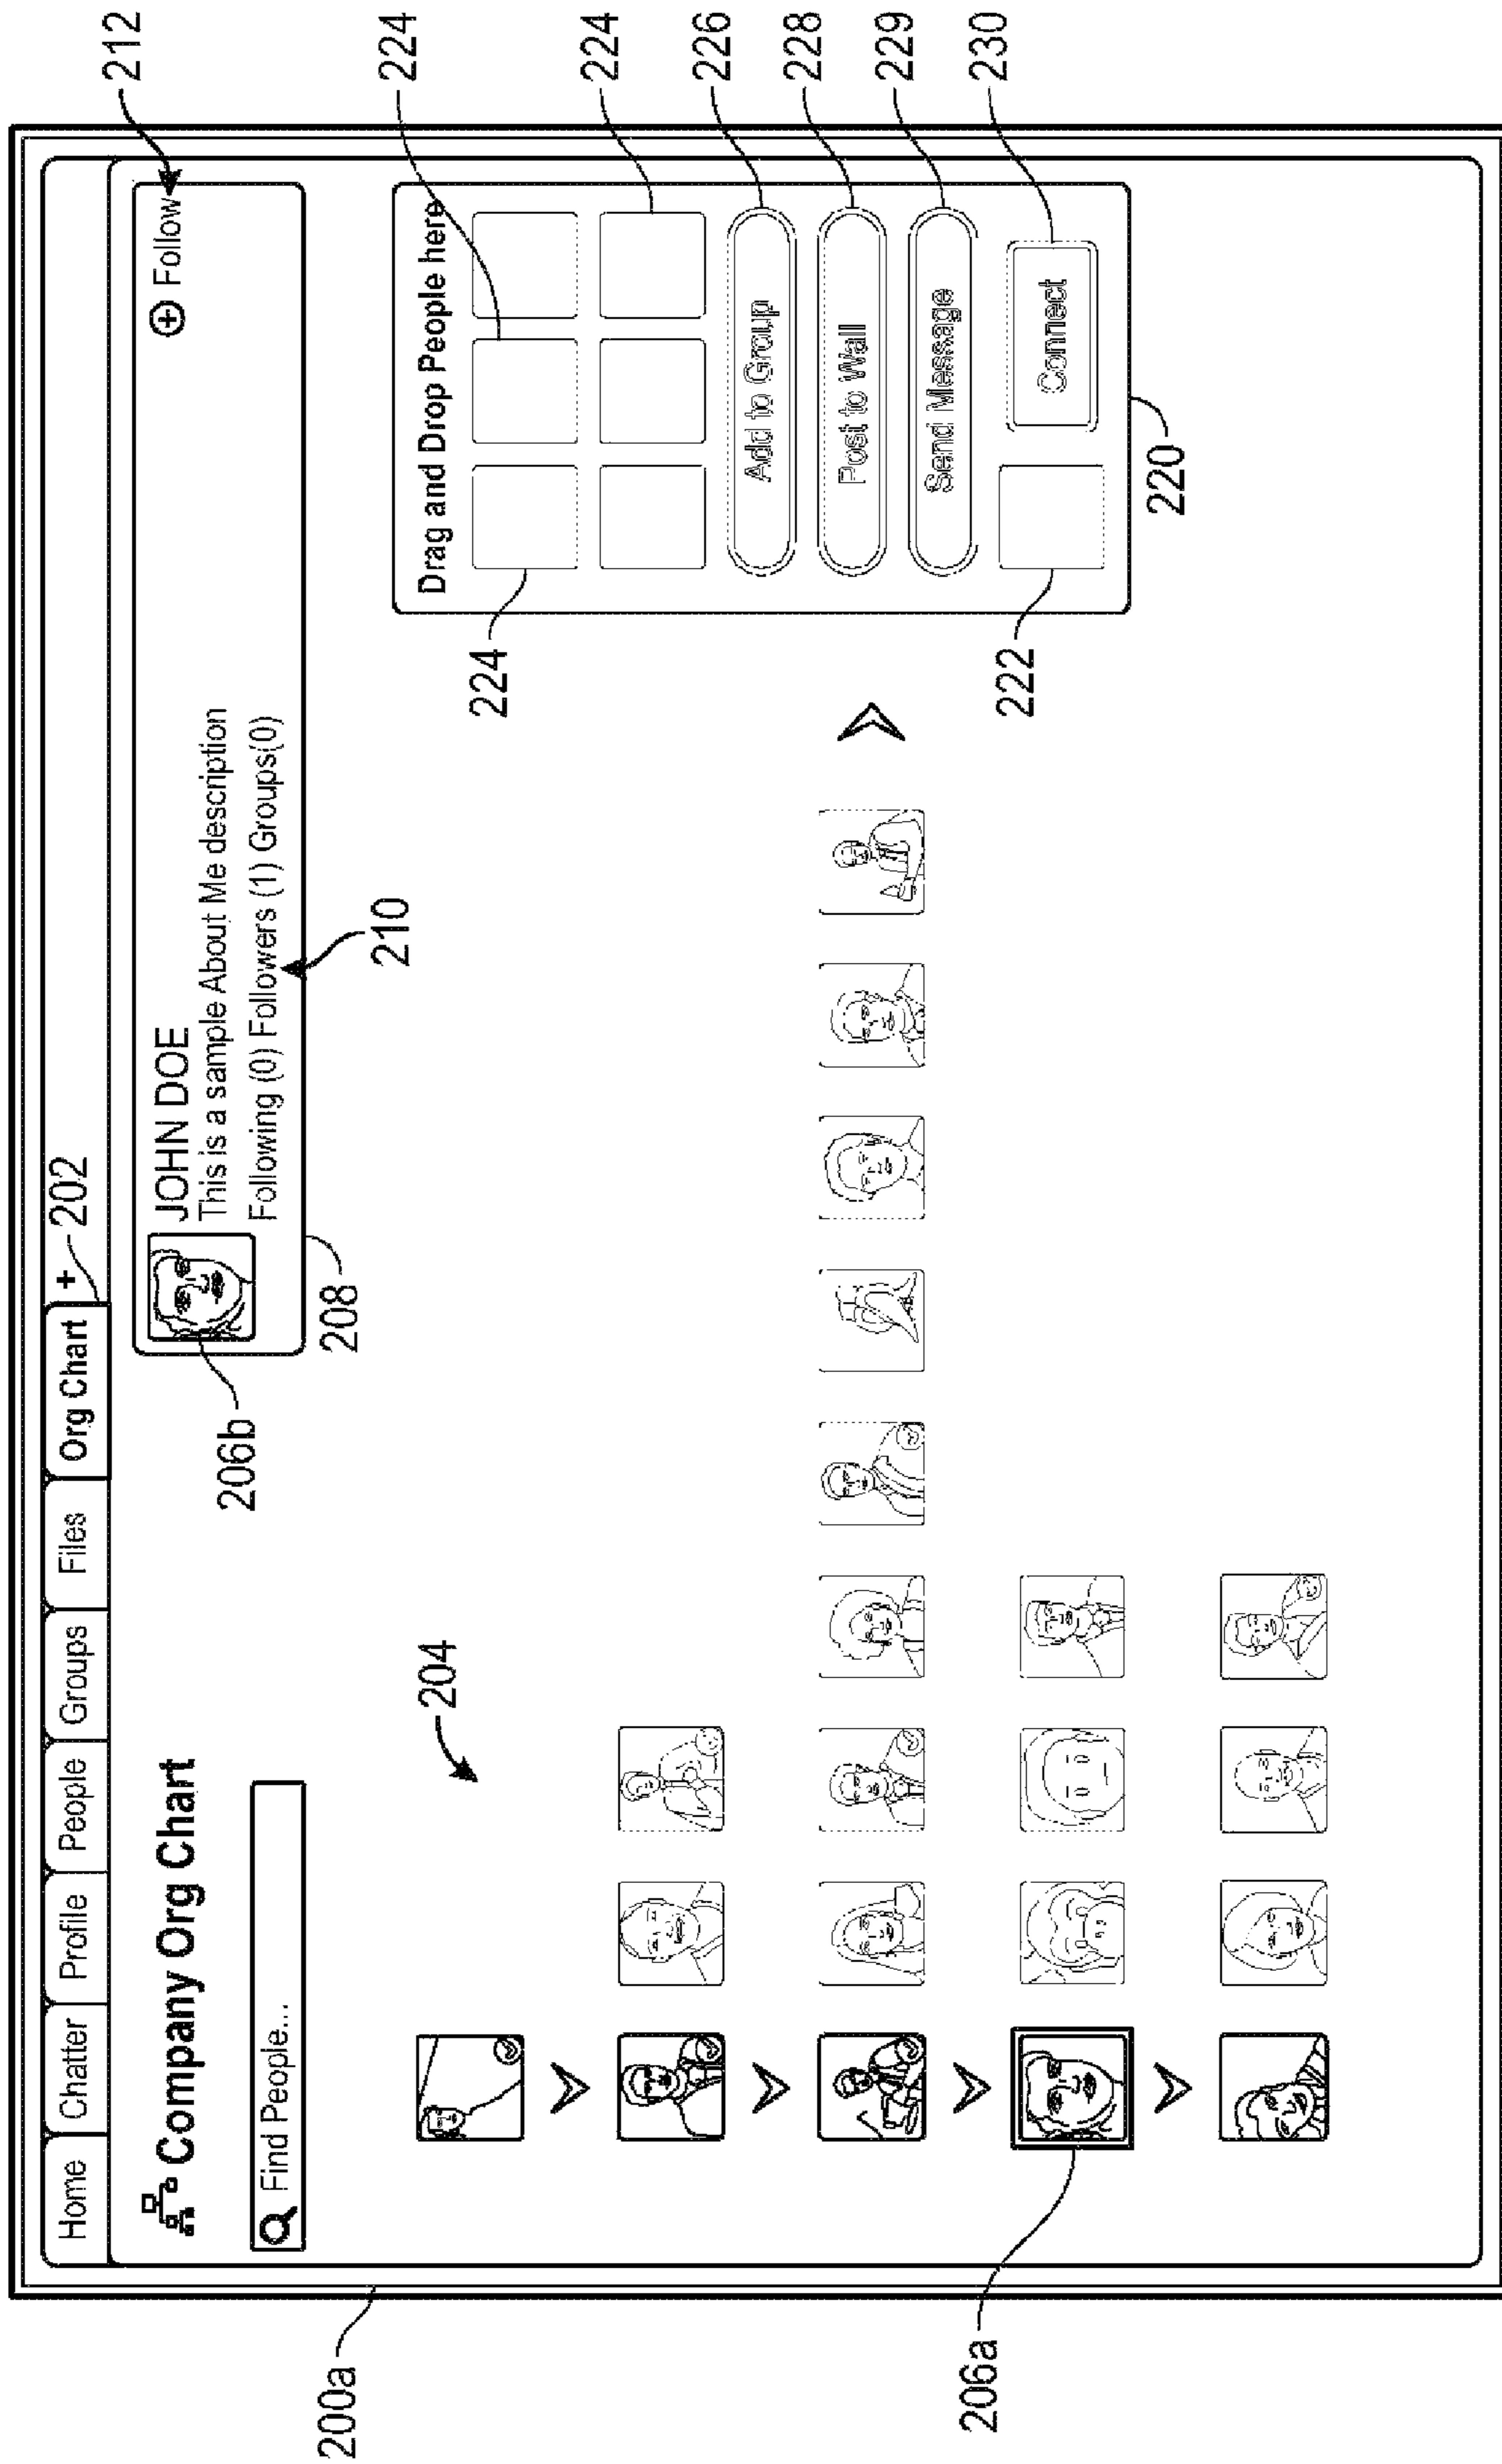 200a
Home Chatter Profile People Groups Files Org Chart + 202
Company Org Chart
Find People...
206b
JOHN DOE
This is a sample About Me description
Following (0) Followers (1) Groups(0)
Follow
212
208
210
204
Drag and Drop People here
224
224
224
Add to Group
226
Post to Wall
228
Send Message
229
Connect
230
222
220
206a